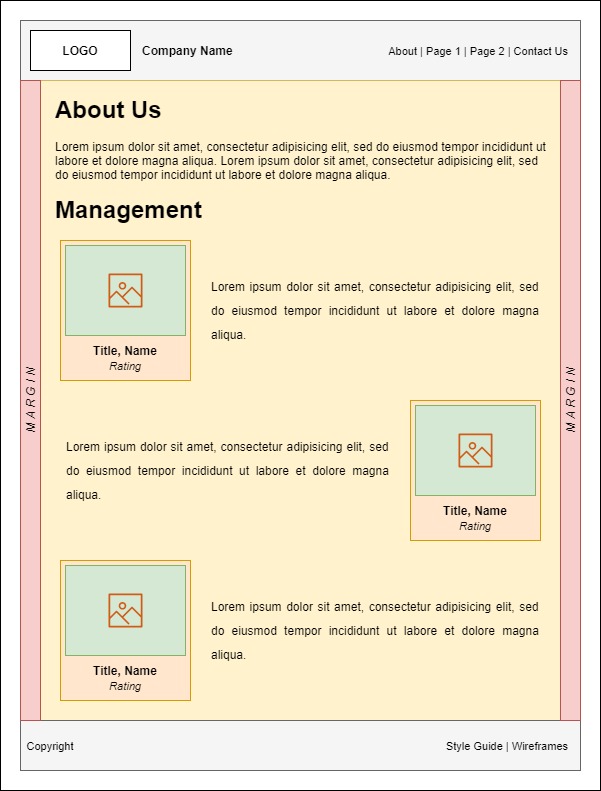 LOGO
Company Name
About | Page 1 | Page 2 | Contact Us
About Us
Lorem ipsum dolor sit amet, consectetur adipisicing elit, sed do eiusmod tempor incididunt ut
labore et dolore magna aliqua. Lorem ipsum dolor sit amet, consectetur adipisicing elit, sed
do eiusmod tempor incididunt ut labore et dolore magna aliqua.
Management
Title, Name
Rating
Lorem ipsum dolor sit amet, consectetur adipisicing elit, sed
do eiusmod tempor incididunt ut labore et dolore magna
aliqua.
MARGIN
MARGIN
Lorem ipsum dolor sit amet, consectetur adipisicing elit, sed
do eiusmod tempor incididunt ut labore et dolore magna
aliqua.
Title, Name
Rating
Title, Name
Rating
Lorem ipsum dolor sit amet, consectetur adipisicing elit, sed
do eiusmod tempor incididunt ut labore et dolore magna
aliqua.
Copyright
Style Guide | Wireframes